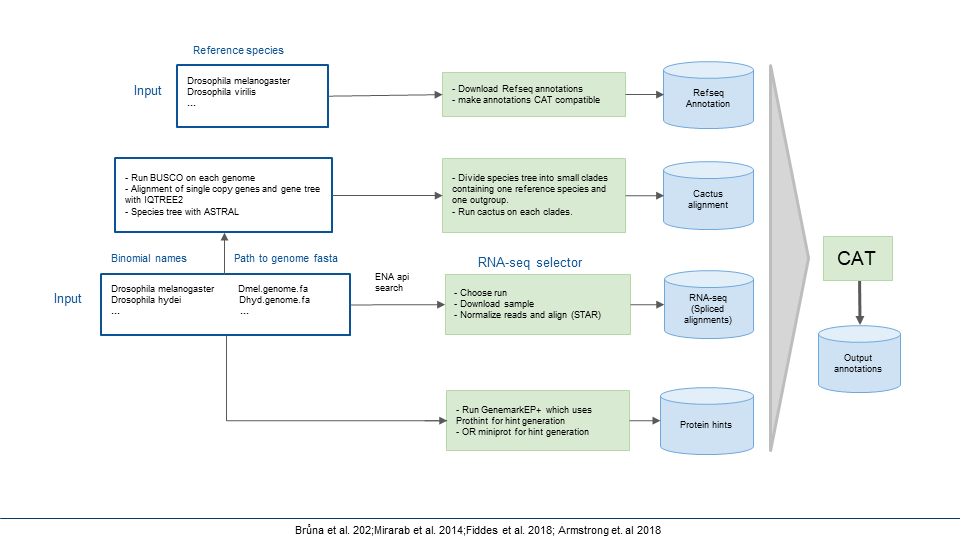 Reference species
Input
Drosophila melanogaster
Drosophila virilis
...
- Download Refseq annotations
- make annotations CAT compatible
Refseq
Annotation
- Run BUSCO on each genome
- Alignment of single copy genes and gene tree
with IQTREE2
- Species tree with ASTRAL
- Divide species tree into small clades
containing one reference species and
one outgroup.
- Run cactus on each clades.
Cactus
alignment
CAT
Output
annotations
Binomial names
Path to genome fasta
Input
Drosophila melanogaster Dmel.genome.fa
Drosophila hydei Dhyd.genome.fa
... ...
ENA api
search
RNA-seq selector
- Choose run
- Download sample
- Normalize reads and align (STAR)
RNA-seq
(Spliced
alignments)
- Run GenemarkEP+ which uses
Prothint for hint generation
- OR miniprot for hint generation
Protein hints
Brůna et al. 202;Mirarab et al. 2014;Fiddes et al. 2018; Armstrong et. al 2018